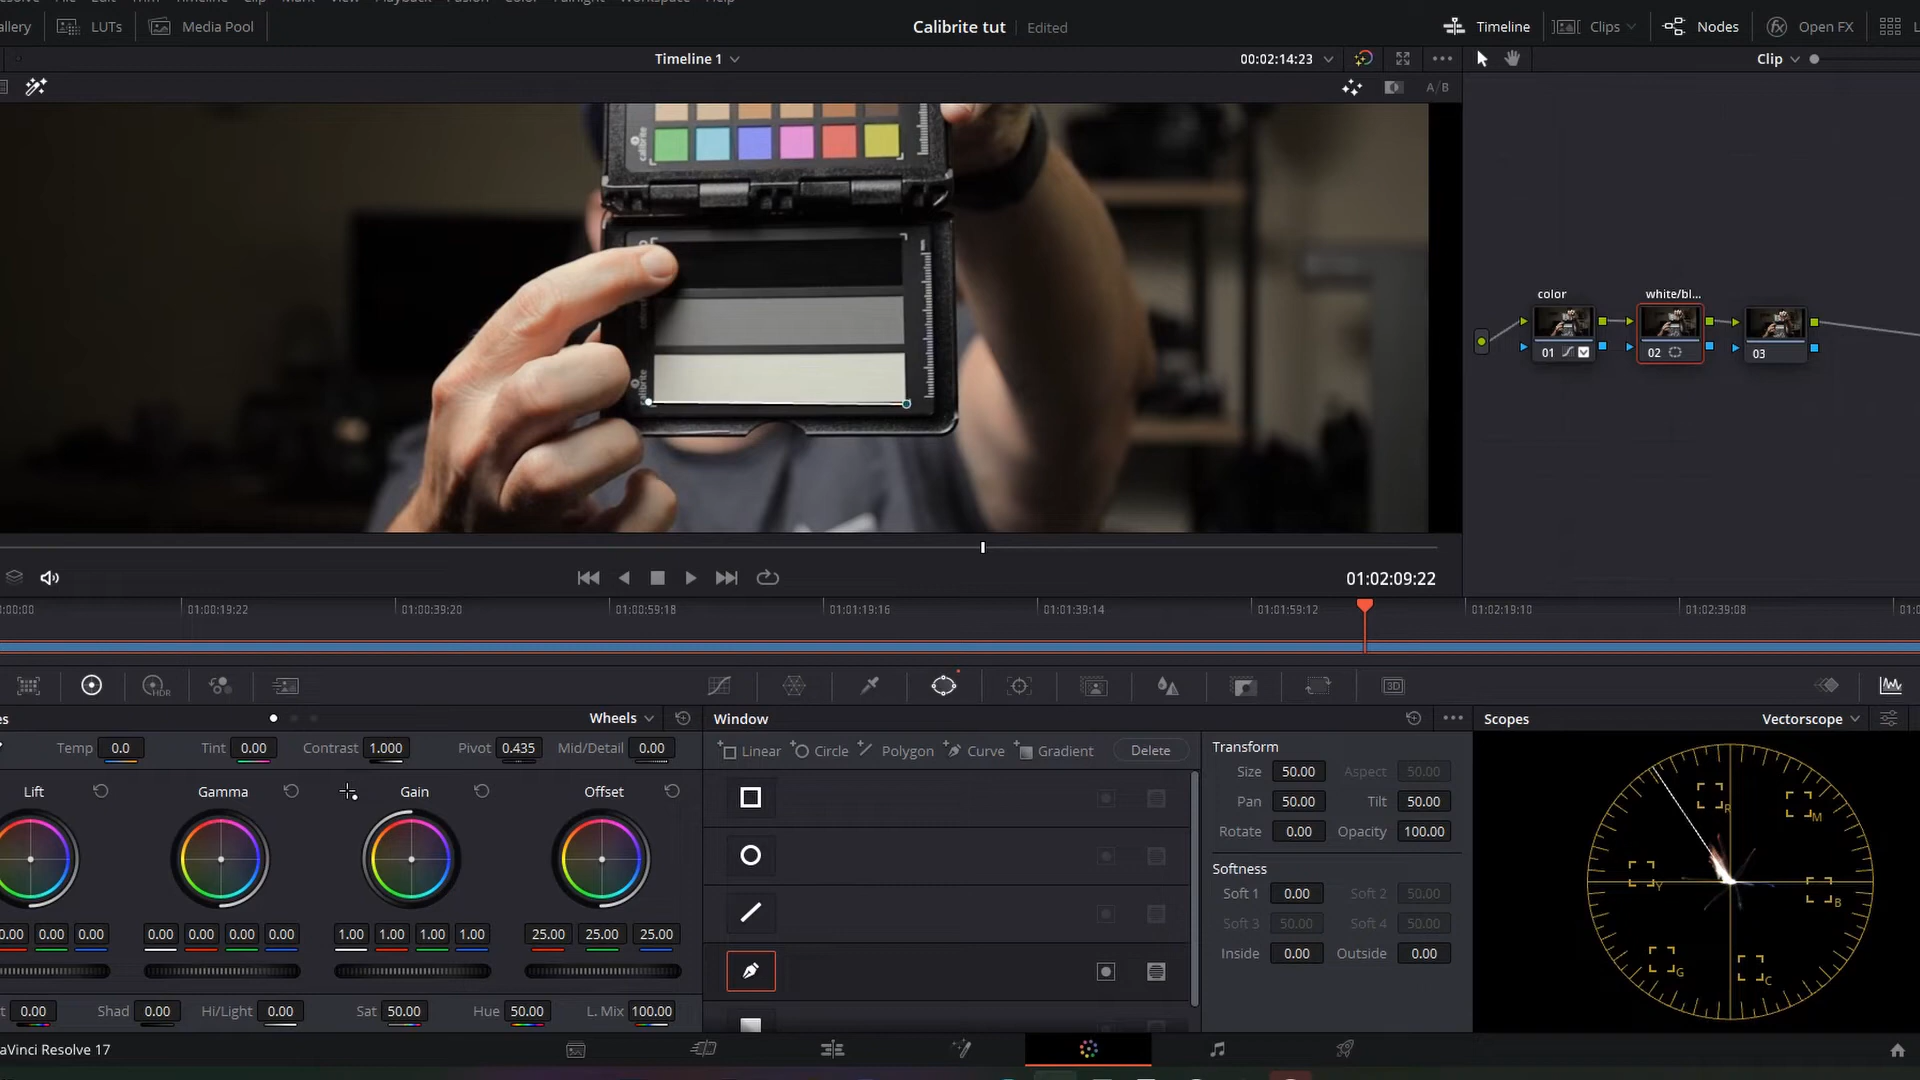 LUTs
Media Pool
Calibrite tut
Edited
Timeline
Clips
Nodes
Open FX
Timeline 1
00:02:14:23
Clip
A/B
calibrite
color
white/bl...
01
02
03
calibrite
01:02:09:22
01:00:19:22
01:00:39:20
01:00:59:18
01:01:19:16
01:01:39:14
01:01:59:12
01:02:19:10
01:02:39:08
HDR
3D
Wheels
Window
Scopes
Vectorscope
Temp 0.0
Tint 0.00
Contrast 1.000
Pivot 0.435
Mid/Detail 0.00
Linear
Circle
Polygon
Curve
Gradient
Delete
Transform
Size 50.00
Aspect 50.00
Pan 50.00
Tilt 50.00
Rotate 0.00
Opacity 100.00
Lift
Gamma
Gain
Offset
Softness
Soft 1 0.00
Soft 2 50.00
Soft 3 50.00
Soft 4 50.00
Inside 0.00
Outside 0.00
R
M
Y
B
G
C
0.00 0.00 0.00
0.00 0.00 0.00 0.00
1.00 1.00 1.00 1.00
25.00 25.00 25.00
0.00
Shad 0.00
Hi/Light 0.00
Sat 50.00
Hue 50.00
L. Mix 100.00
aVinci Resolve 17